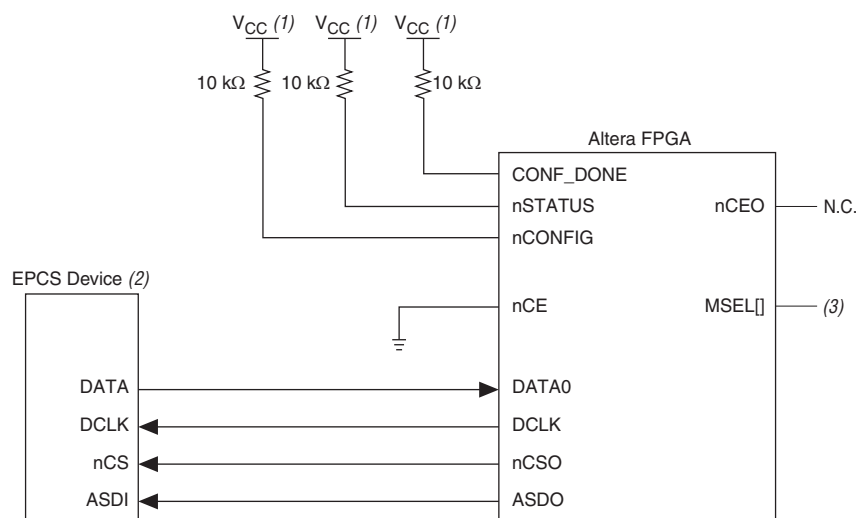 VCC (1) VCC (1) VCC (1)
10 kΩ 10 kΩ 10 kΩ
Altera FPGA
CONF_DONE
nSTATUS nCEO N.C.
nCONFIG
EPCS Device (2)
nCE MSEL[] (3)
DATA DATA0
DCLK DCLK
nCS nCSO
ASDI ASDO